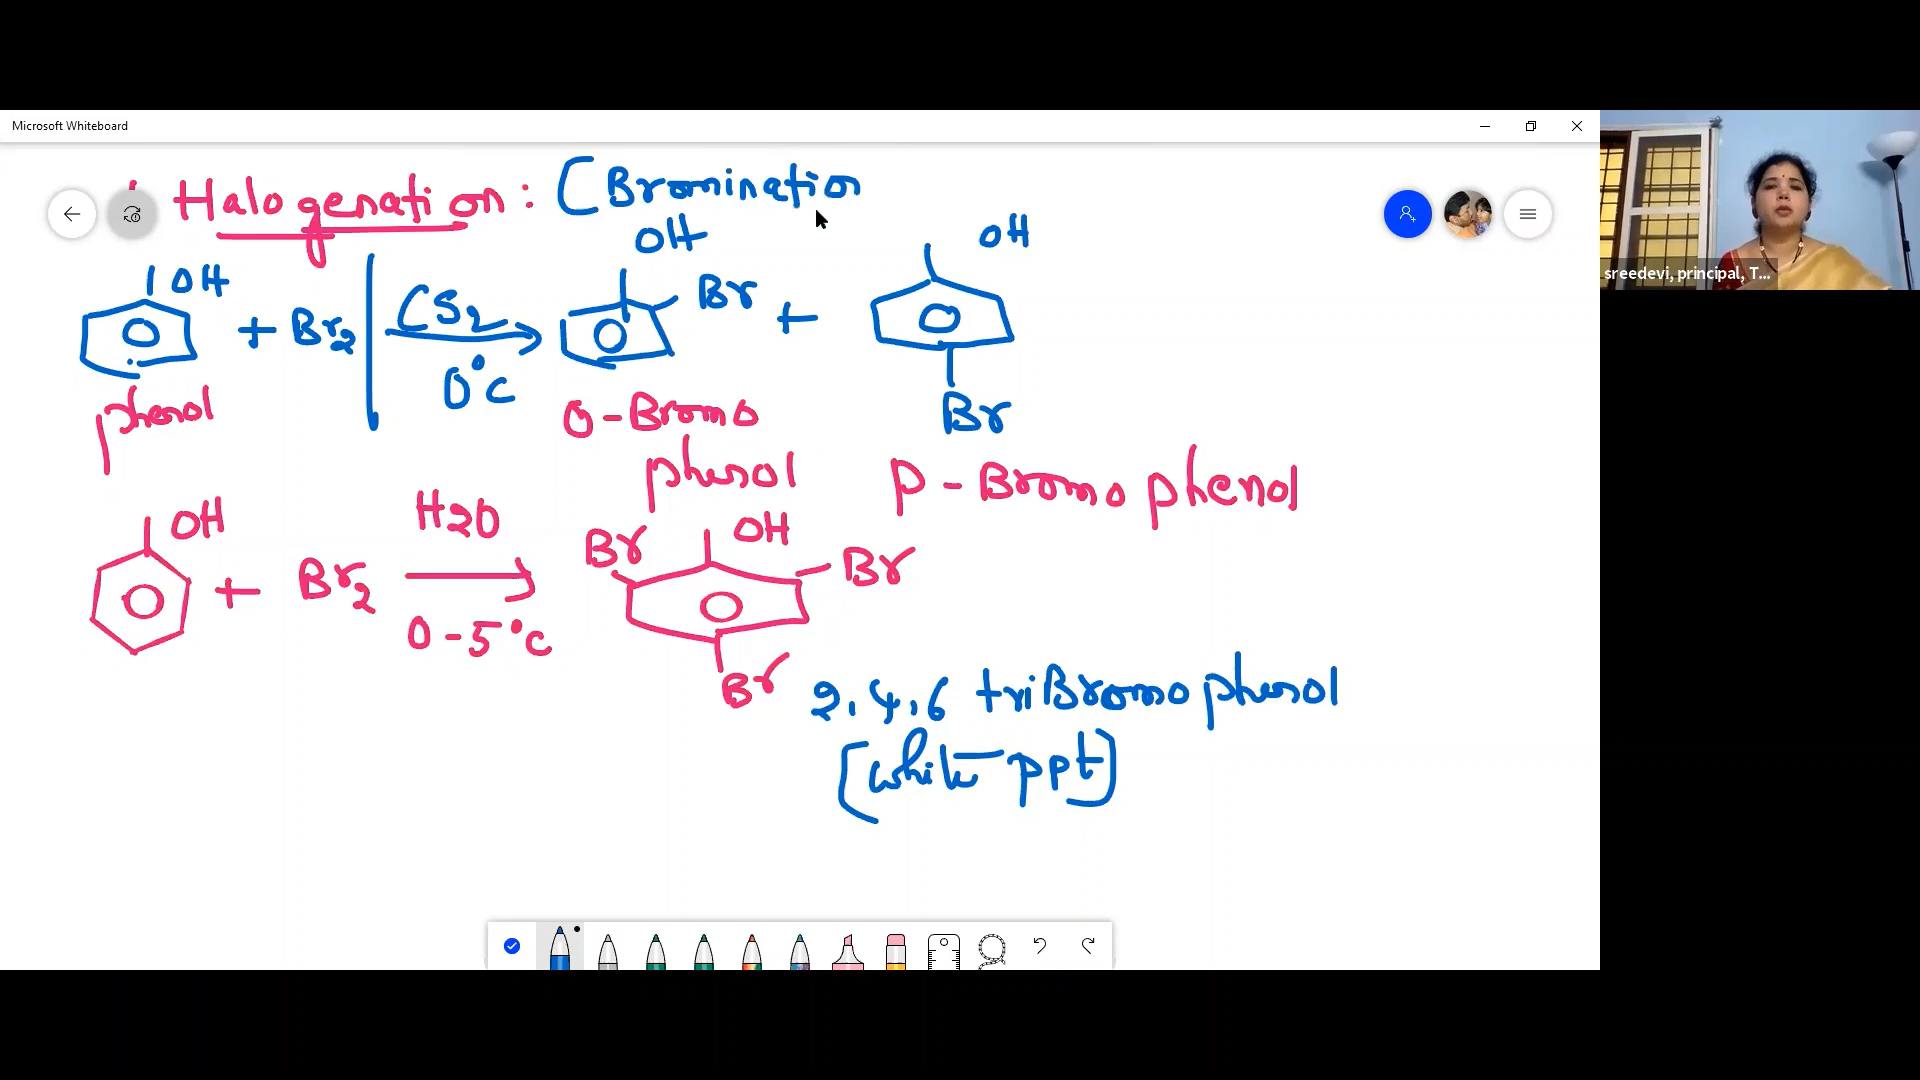 Microsoft Whiteboard
Halogenation : (Bromination
OH + Br2 CS2 0°C OH Br + OH Br
phenol
O-Bromo phenol
P-Bromo phenol
OH + Br2 H2O 0-5°C Br OH Br Br
2,4,6 triBromo phenol
[white ppt]
sreedevi, principal, T...